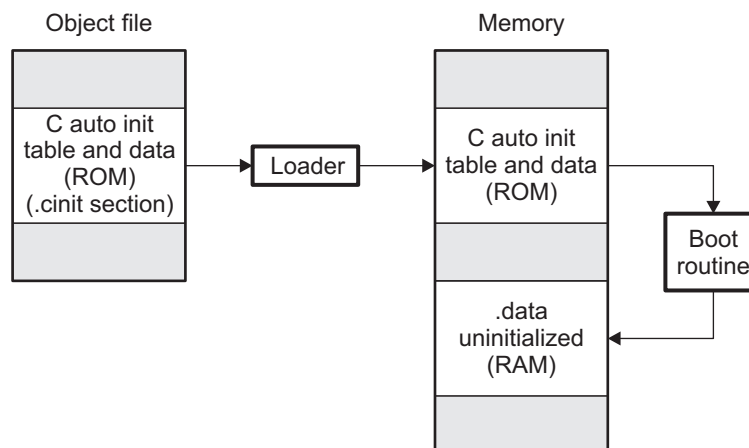 Object file
Memory
C auto init
table and data
(ROM)
(.cinit section)
Loader
C auto init
table and data
(ROM)
Boot
routine
.data
uninitialized
(RAM)